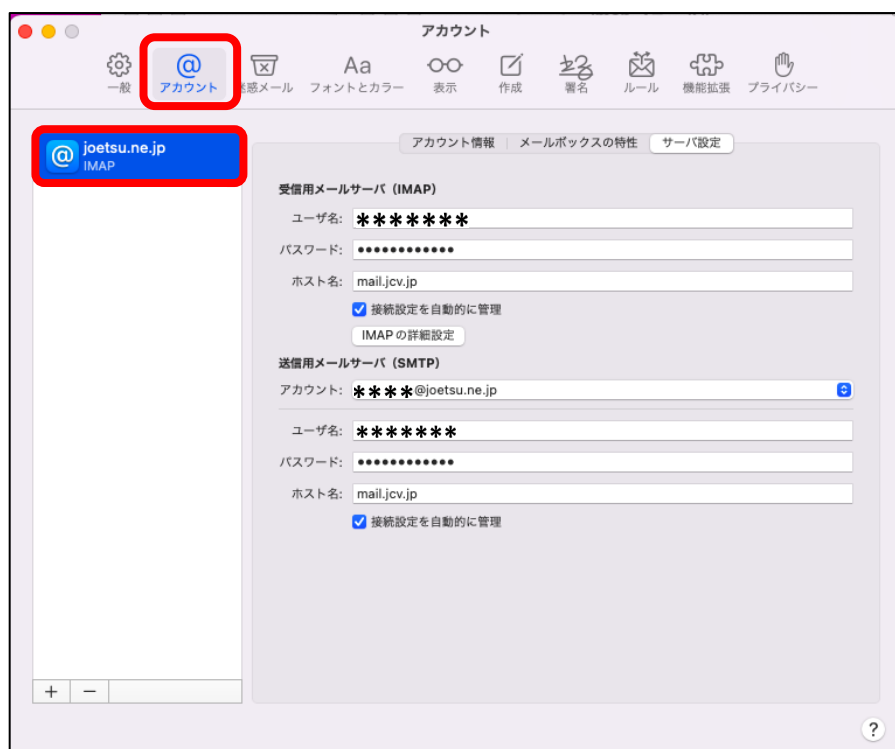 アカウント
一般 アカウント 迷惑メール フォントとカラー 表示 作成 署名 ルール 機能拡張 プライバシー
@ joetsu.ne.jp
IMAP
アカウント情報 メールボックスの特性 サーバ設定
受信用メールサーバ（IMAP）
ユーザ名: *******
パスワード: ••••••••••••
ホスト名: mail.jcv.jp
接続設定を自動的に管理
IMAP の詳細設定
送信用メールサーバ（SMTP）
アカウント: ****@joetsu.ne.jp
ユーザ名: *******
パスワード: ••••••••••••
ホスト名: mail.jcv.jp
接続設定を自動的に管理
+ −
?